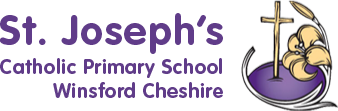 St. Joseph's
Catholic Primary School
Winsford Cheshire